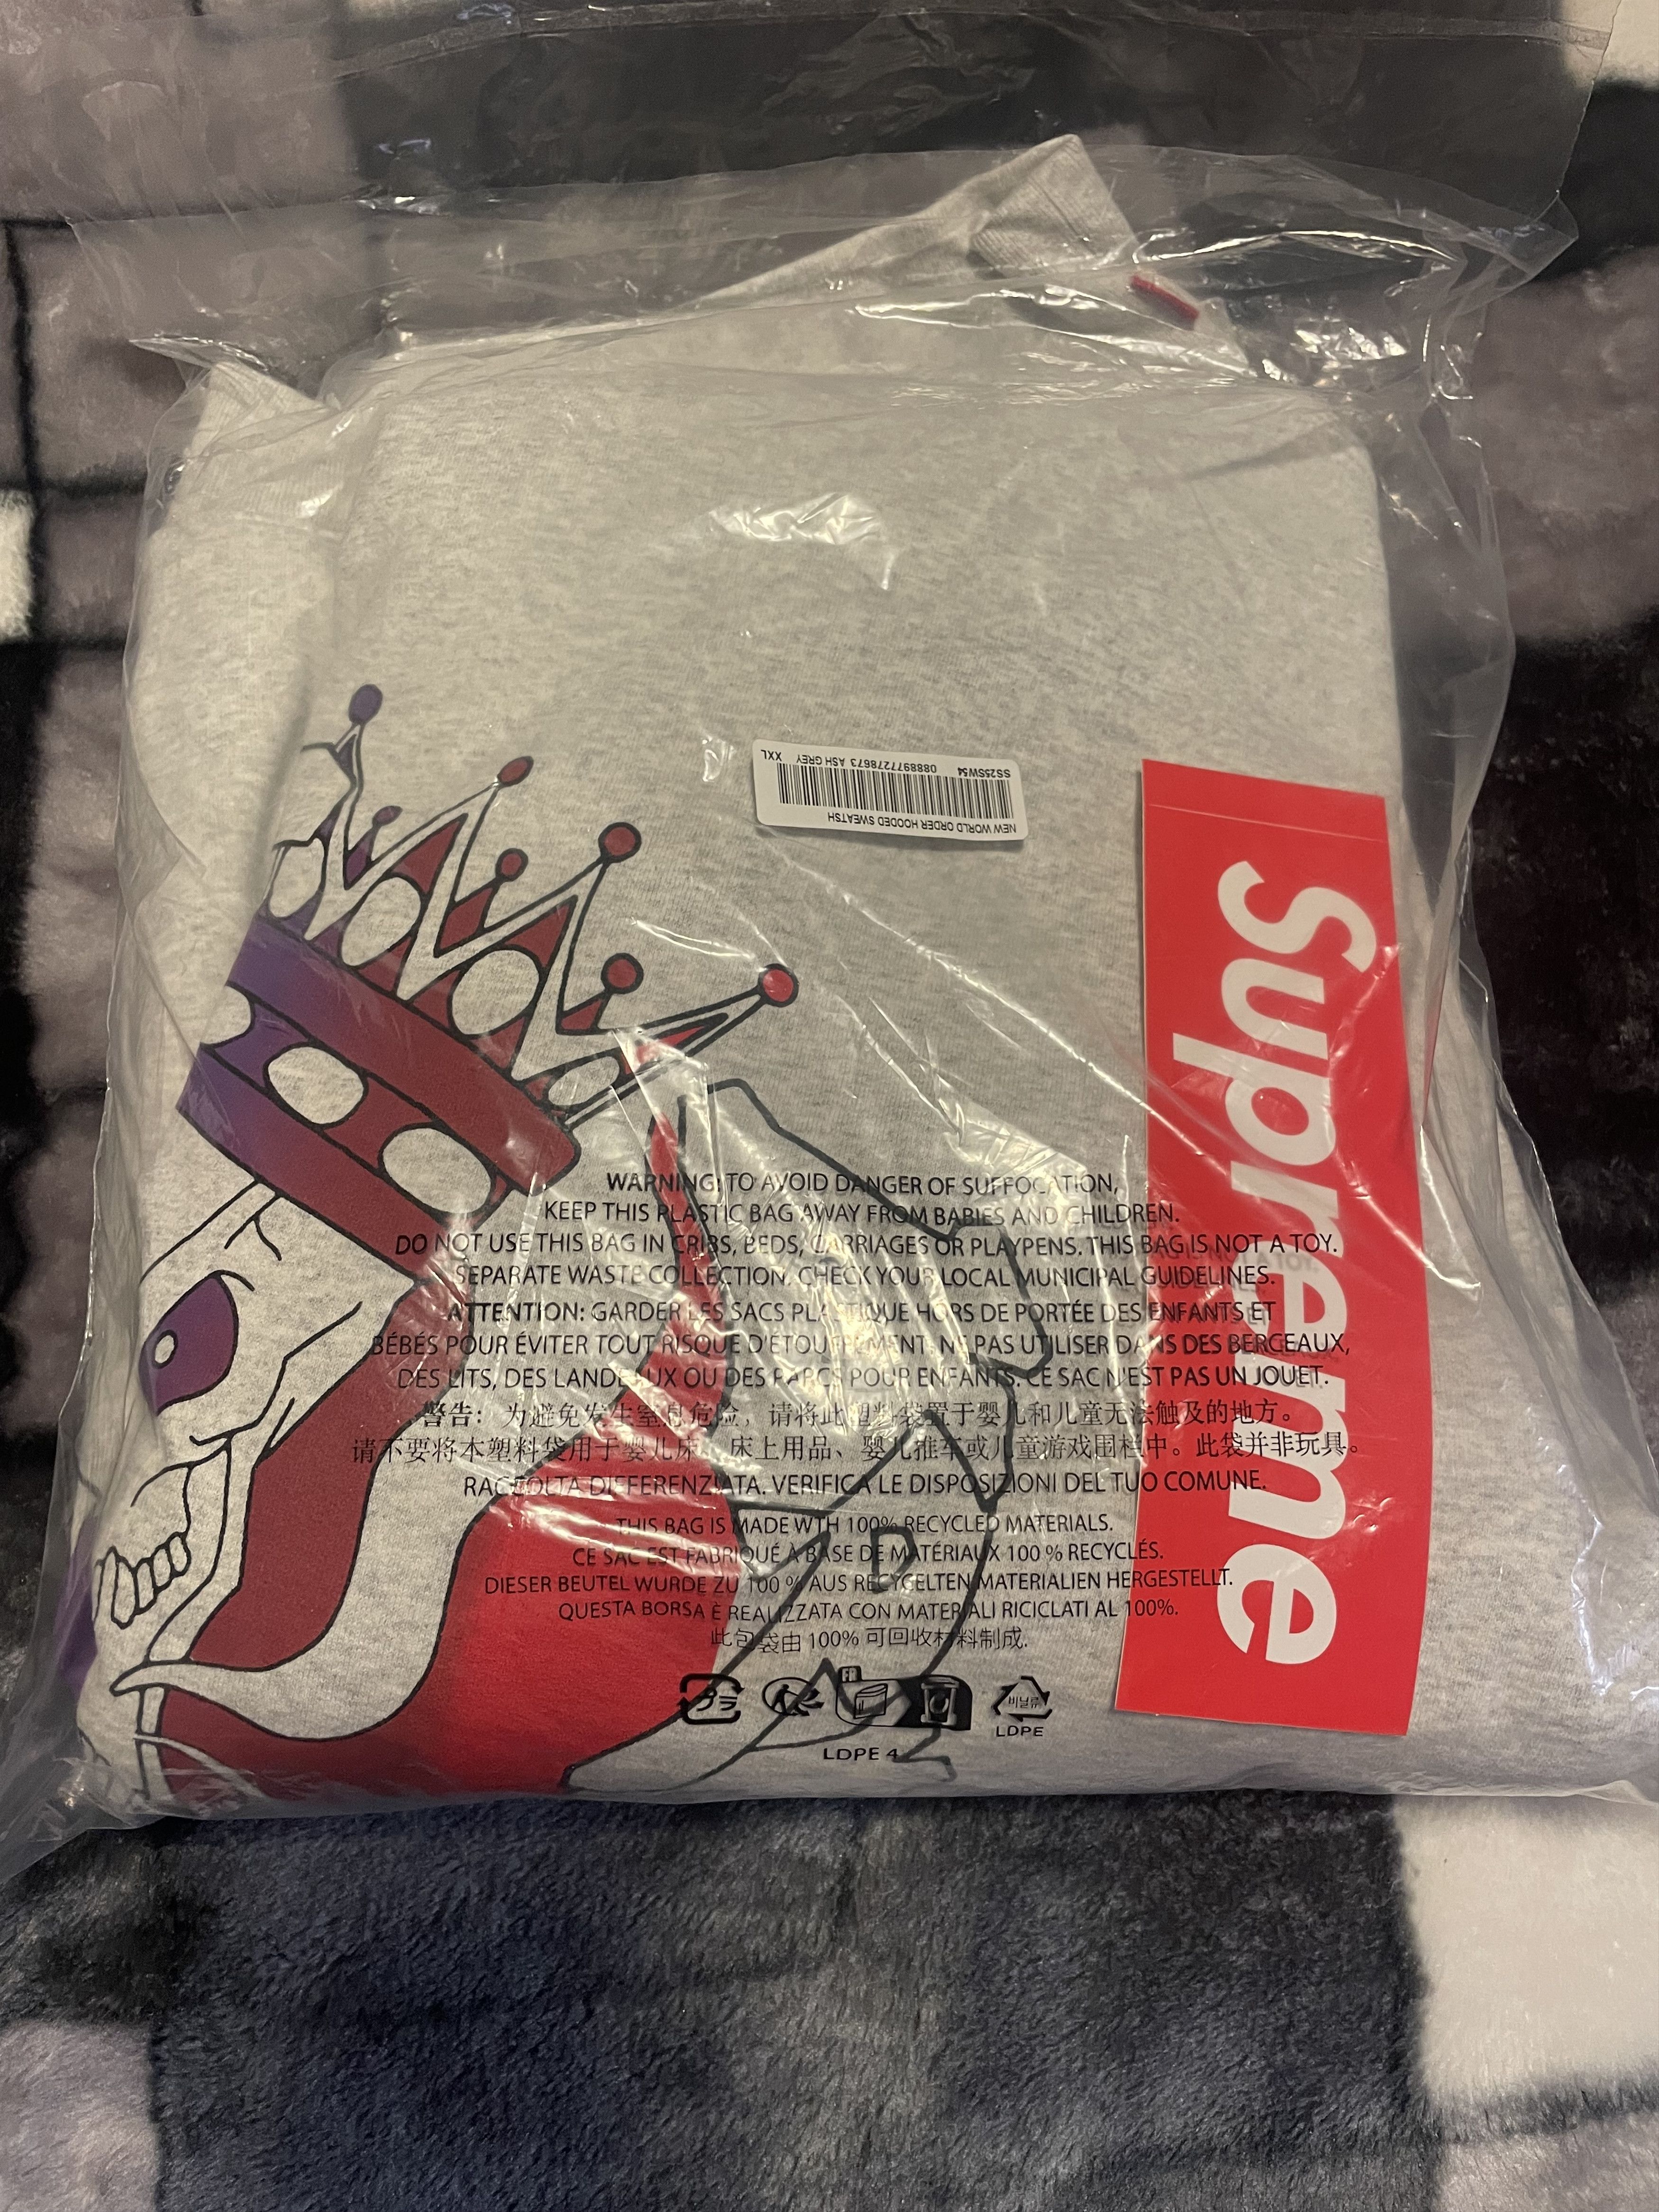 NEW WORLD ORDER HOODED SWEATSH
SS25SW54 088897727 8673 ASH GREY XXL
Supreme
WARNING: TO AVOID DANGER OF SUFFOCATION,
KEEP THIS PLASTIC BAG AWAY FROM BABIES AND CHILDREN.
DO NOT USE THIS BAG IN CRIBS, BEDS, CARRIAGES OR PLAYPENS. THIS BAG IS NOT A TOY.
SEPARATE WASTE COLLECTION. CHECK YOUR LOCAL MUNICIPAL GUIDELINES.
ATTENTION: GARDER LES SACS PLASTIQUE HORS DE PORTÉE DES ENFANTS ET
BÉBÉS POUR ÉVITER TOUT RISQUE D'ÉTOUFFEMENT. NE PAS UTILISER DANS DES BERCEAUX,
DES LITS, DES LANDEAUX OU DES PARCS POUR ENFANTS. CE SAC N'EST PAS UN JOUET.
警告：为避免发生窒息危险，请将此塑料袋置于婴儿和儿童无法触及的地方。
请不要将本塑料袋用于婴儿床、床上用品、婴儿推车或儿童游戏围栏中。此袋并非玩具。
RACCOLTA DIFFERENZIATA. VERIFICA LE DISPOSIZIONI DEL TUO COMUNE.
THIS BAG IS MADE WTH 100% RECYCLED MATERIALS.
CE SAC EST FABRIQUÉ À BASE DE MATÉRIAUX 100 % RECYCLÉS.
DIESER BEUTEL WURDE ZU 100 % AUS RECYCELTEN MATERIALIEN HERGESTELLT.
QUESTA BORSA È REALIZZATA CON MATERIALI RICICLATI AL 100%.
此包袋由 100% 可回收材料制成.
プラ
FR
비닐류
LDPE
LDPE 4